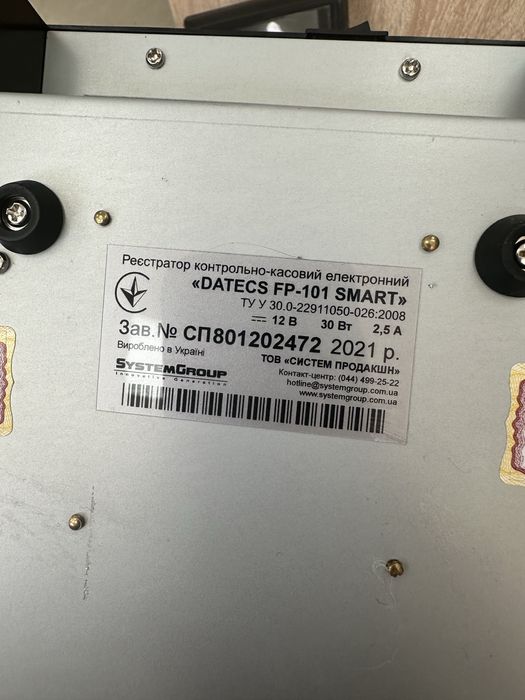 Реєстратор контрольно-касовий електронний
«DATECS FP-101 SMART»
ТУ У 30.0-22911050-026:2008
12 В 30 Вт 2,5 А
Зав.№ СП801202472 2021 р.
Вироблено в Україні
ТОВ «СИСТЕМ ПРОДАКШН»
SYSTEMGROUP
Innovative Generation
Контакт-центр: (044) 499-25-22
hotline@systemgroup.com.ua
www.systemgroup.com.ua